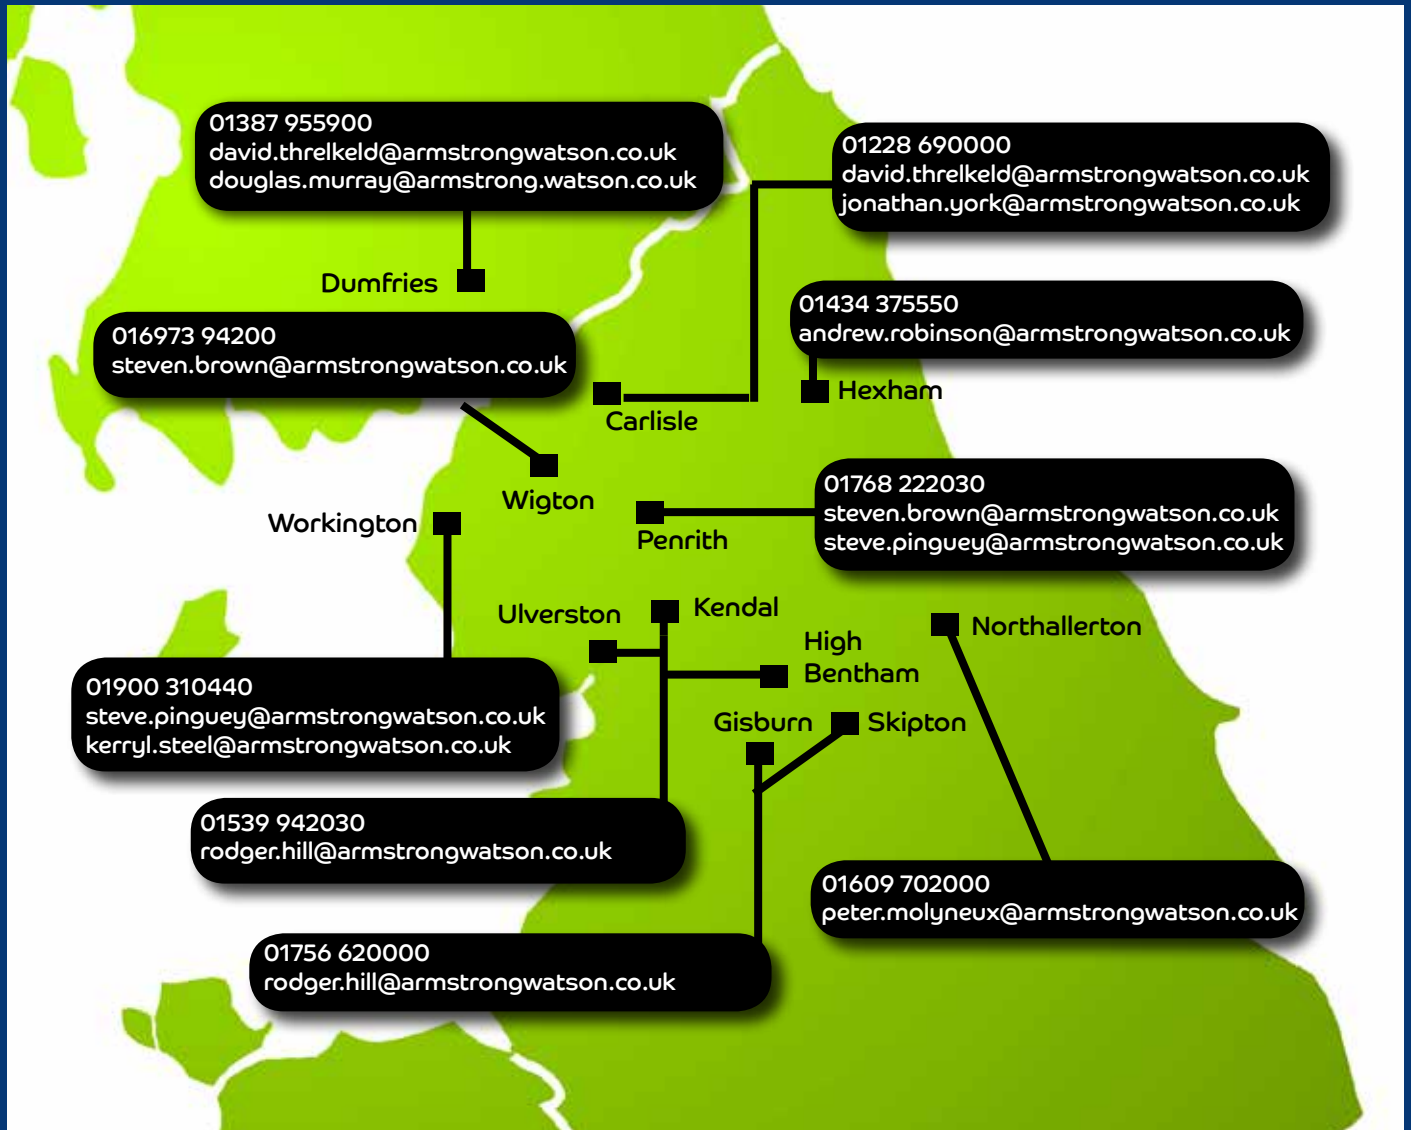 01387 955900
david.threlkeld@armstrongwatson.co.uk
douglas.murray@armstrong.watson.co.uk
01228 690000
david.threlkeld@armstrongwatson.co.uk
jonathan.york@armstrongwatson.co.uk
Dumfries
016973 94200
steven.brown@armstrongwatson.co.uk
01434 375550
andrew.robinson@armstrongwatson.co.uk
Hexham
Carlisle
Wigton
Workington
01768 222030
steven.brown@armstrongwatson.co.uk
steve.pinguey@armstrongwatson.co.uk
Penrith
Ulverston
Kendal
High
Bentham
Northallerton
01900 310440
steve.pinguey@armstrongwatson.co.uk
kerryl.steel@armstrongwatson.co.uk
Gisburn
Skipton
01539 942030
rodger.hill@armstrongwatson.co.uk
01609 702000
peter.molyneux@armstrongwatson.co.uk
01756 620000
rodger.hill@armstrongwatson.co.uk